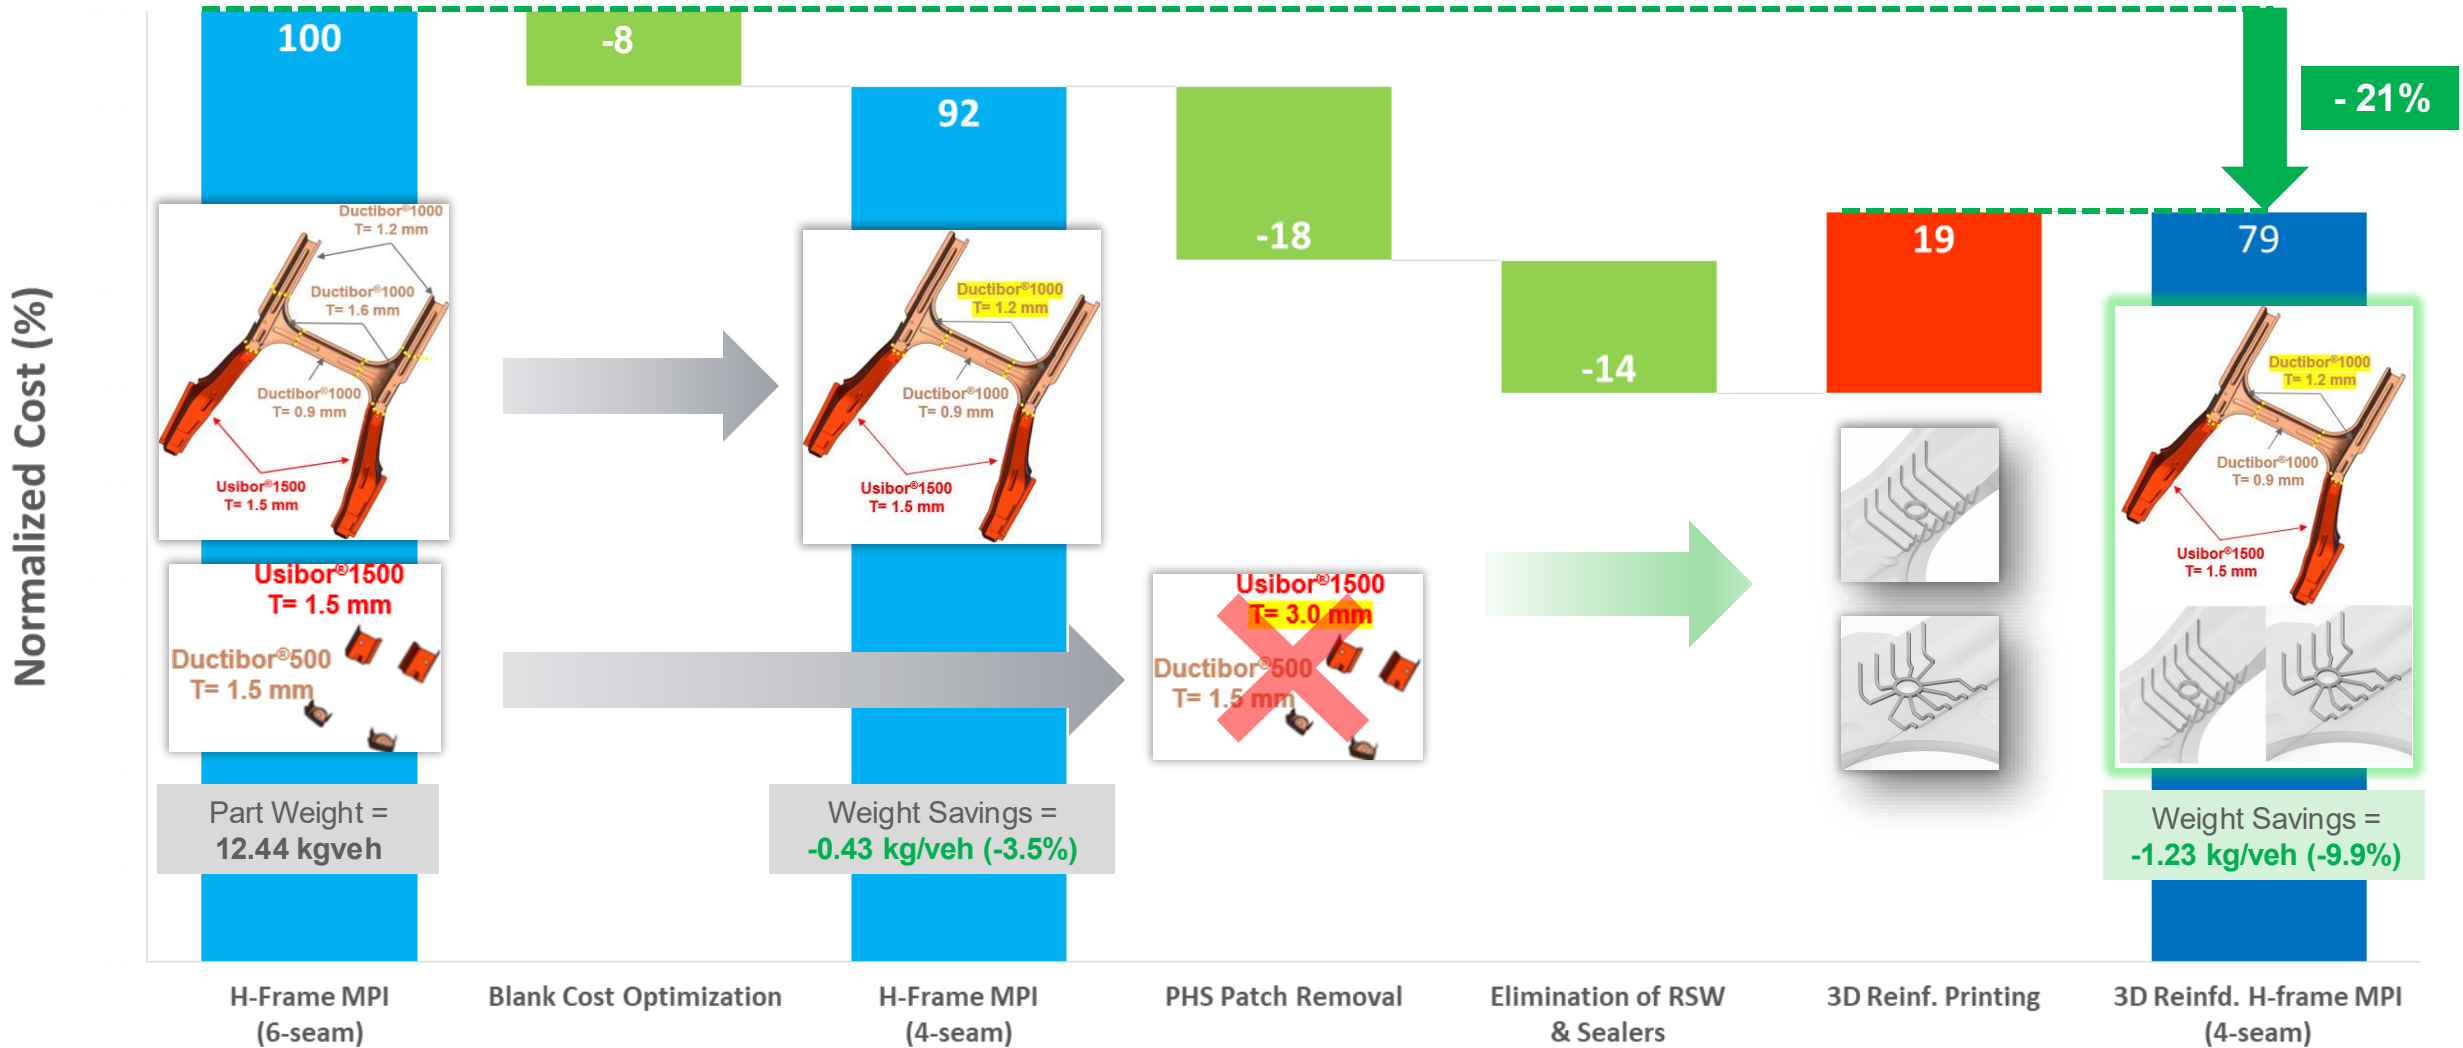 Normalized Cost (%)
100
-8
92
-18
-14
19
79
- 21%
Ductibor®1000
T= 1.2 mm
Ductibor®1000
T= 1.6 mm
Ductibor®1000
T= 0.9 mm
Usibor®1500
T= 1.5 mm
Usibor®1500
T= 1.5 mm
Ductibor®500
T= 1.5 mm
Part Weight =
12.44 kgveh
Ductibor®1000
T= 1.2 mm
Ductibor®1000
T= 0.9 mm
Usibor®1500
T= 1.5 mm
Weight Savings =
-0.43 kg/veh (-3.5%)
Usibor®1500
T= 3.0 mm
Ductibor®500
T= 1.5 mm
Ductibor®1000
T= 1.2 mm
Ductibor®1000
T= 0.9 mm
Usibor®1500
T= 1.5 mm
Weight Savings =
-1.23 kg/veh (-9.9%)
H-Frame MPI
(6-seam)
Blank Cost Optimization
H-Frame MPI
(4-seam)
PHS Patch Removal
Elimination of RSW
& Sealers
3D Reinf. Printing
3D Reinfd. H-frame MPI
(4-seam)